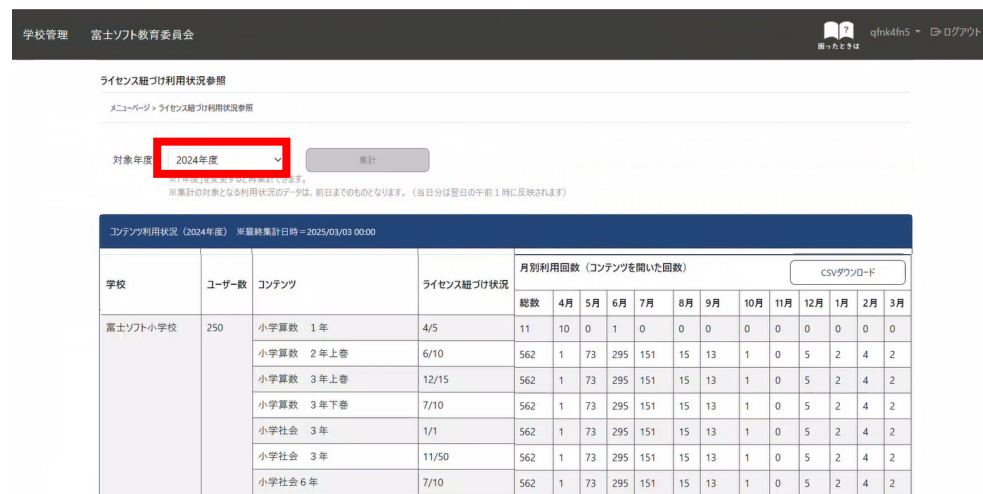 学校管理 富士ソフト教育委員会 ? 困ったときは qfnk4fn5 ログアウト
ライセンス紐づけ利用状況参照
メニューページ > ライセンス紐づけ利用状況参照
対象年度 2024年度 集計
※「年度」を変更すると再集計できます。
※集計の対象となる利用状況のデータは、前日までのものとなります。（当日分は翌日の午前1時に反映されます）
コンテンツ利用状況（2024年度） ※最終集計日時＝2025/03/03 00:00
学校 ユーザー数 コンテンツ ライセンス紐づけ状況 月別利用回数（コンテンツを開いた回数） CSVダウンロード
総数 4月 5月 6月 7月 8月 9月 10月 11月 12月 1月 2月 3月
富士ソフト小学校 250 小学算数 1年 4/5 11 10 0 1 0 0 0 0 0 0 0 0 0
小学算数 2年上巻 6/10 562 1 73 295 151 15 13 1 0 5 2 4 2
小学算数 3年上巻 12/15 562 1 73 295 151 15 13 1 0 5 2 4 2
小学算数 3年下巻 7/10 562 1 73 295 151 15 13 1 0 5 2 4 2
小学社会 3年 1/1 562 1 73 295 151 15 13 1 0 5 2 4 2
小学社会 3年 11/50 562 1 73 295 151 15 13 1 0 5 2 4 2
小学社会6年 7/10 562 1 73 295 151 15 13 1 0 5 2 4 2